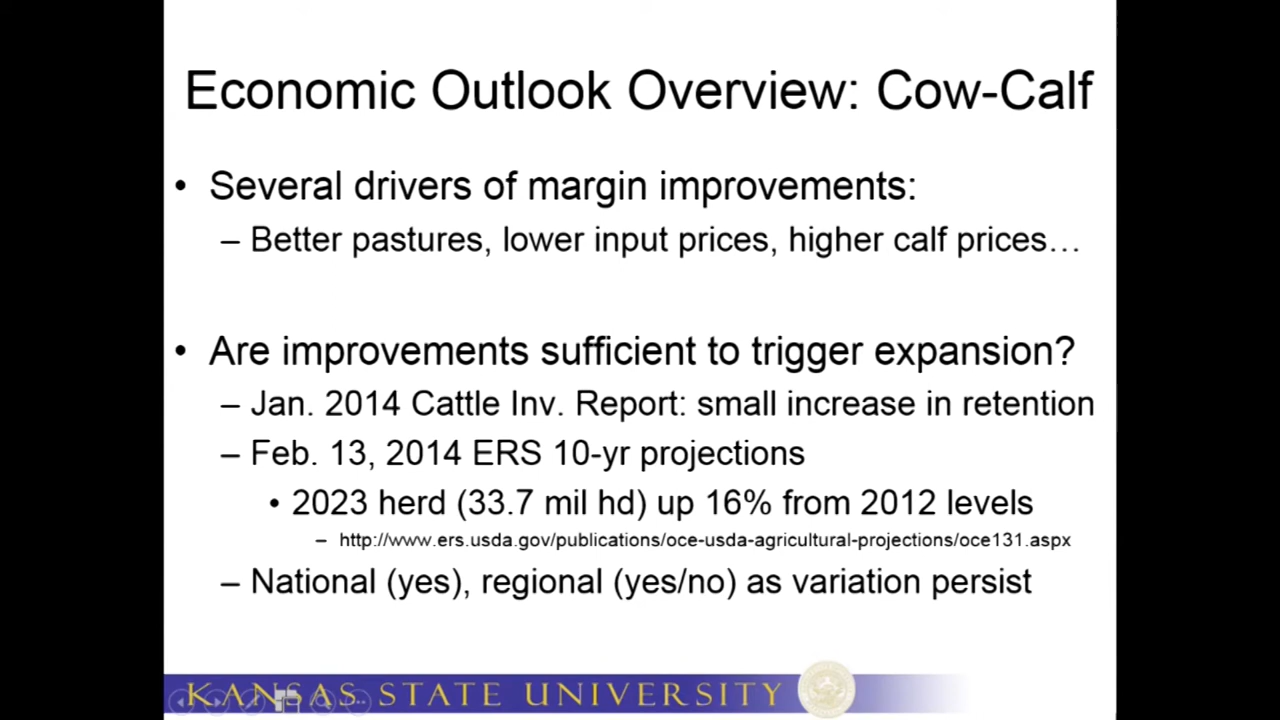 Economic Outlook Overview: Cow-Calf
• Several drivers of margin improvements:
– Better pastures, lower input prices, higher calf prices…
• Are improvements sufficient to trigger expansion?
– Jan. 2014 Cattle Inv. Report: small increase in retention
– Feb. 13, 2014 ERS 10-yr projections
• 2023 herd (33.7 mil hd) up 16% from 2012 levels
– http://www.ers.usda.gov/publications/oce-usda-agricultural-projections/oce131.aspx
– National (yes), regional (yes/no) as variation persist
KANSAS STATE UNIVERSITY